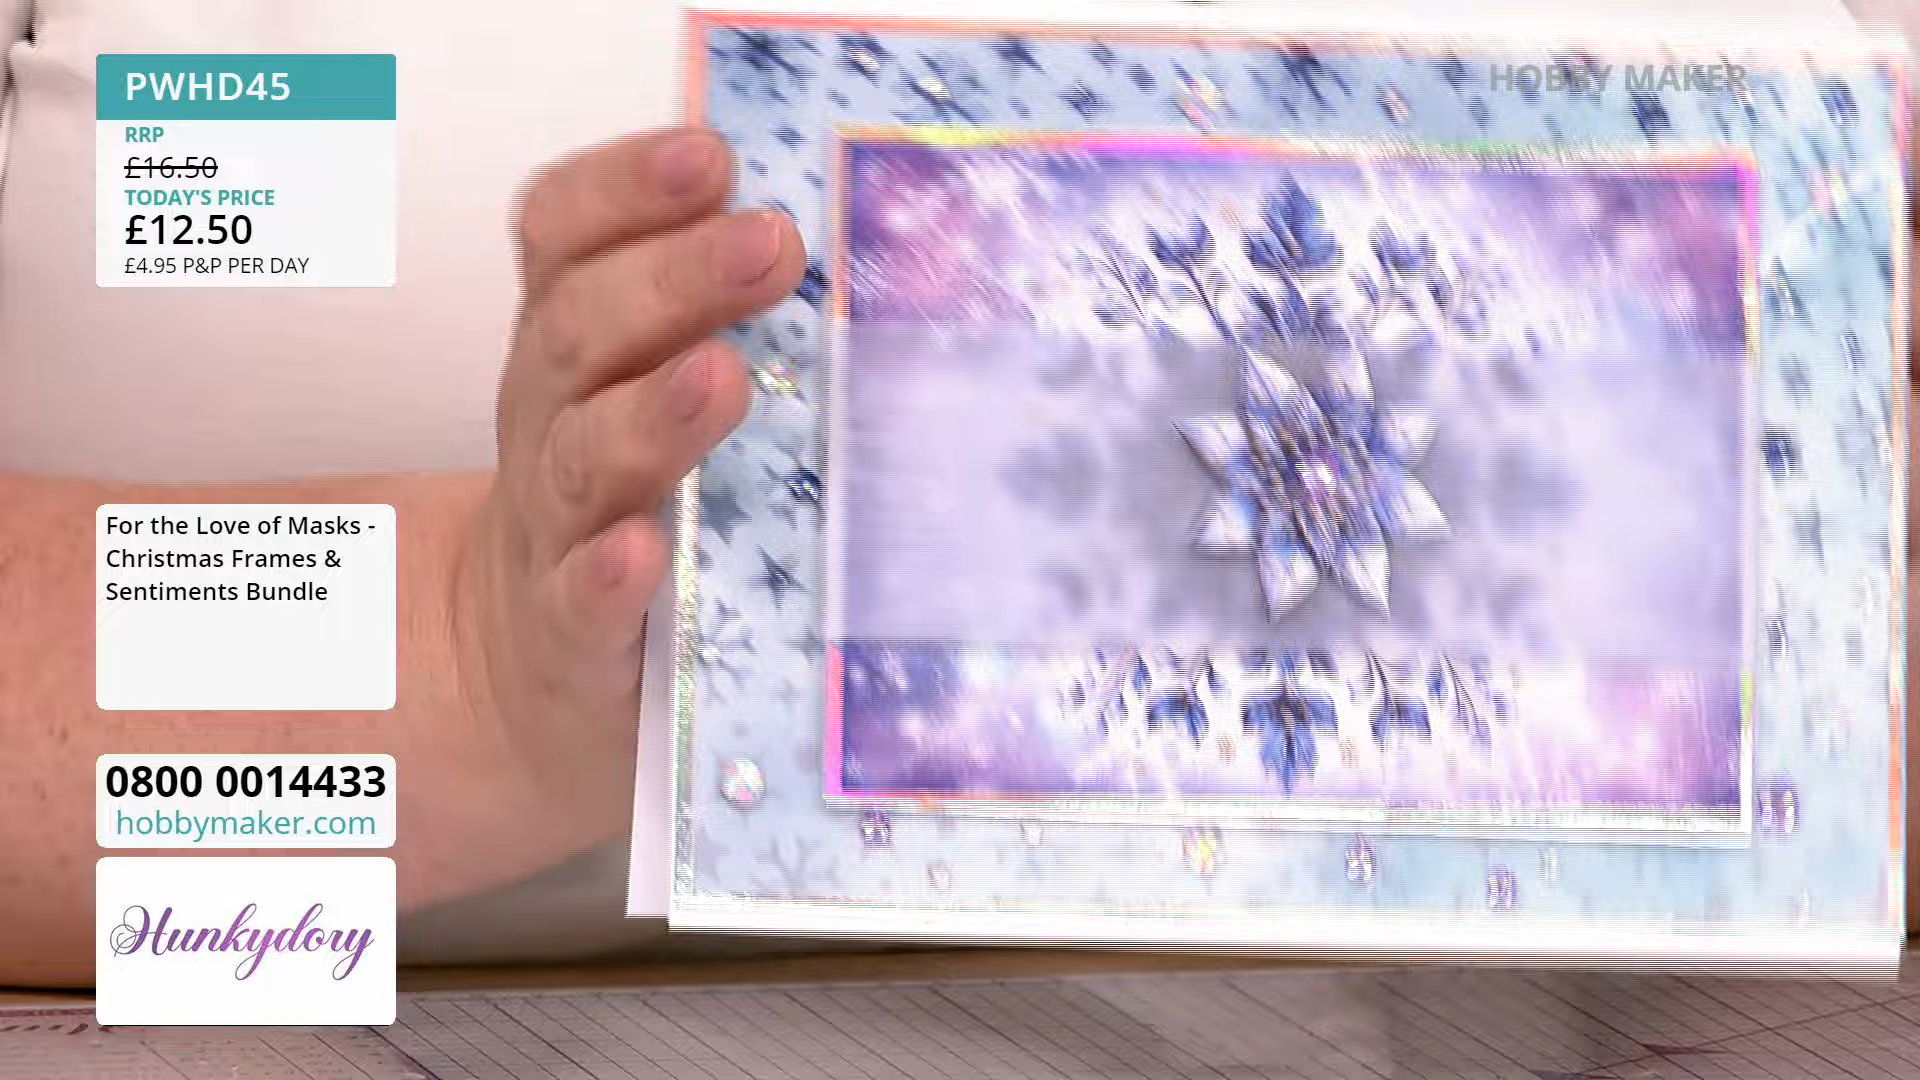 PWHD45
RRP
£16.50
TODAY'S PRICE
£12.50
£4.95 P&P PER DAY
HOBBY MAKER
For the Love of Masks -
Christmas Frames &
Sentiments Bundle
0800 0014433
hobbymaker.com
Hunkydory